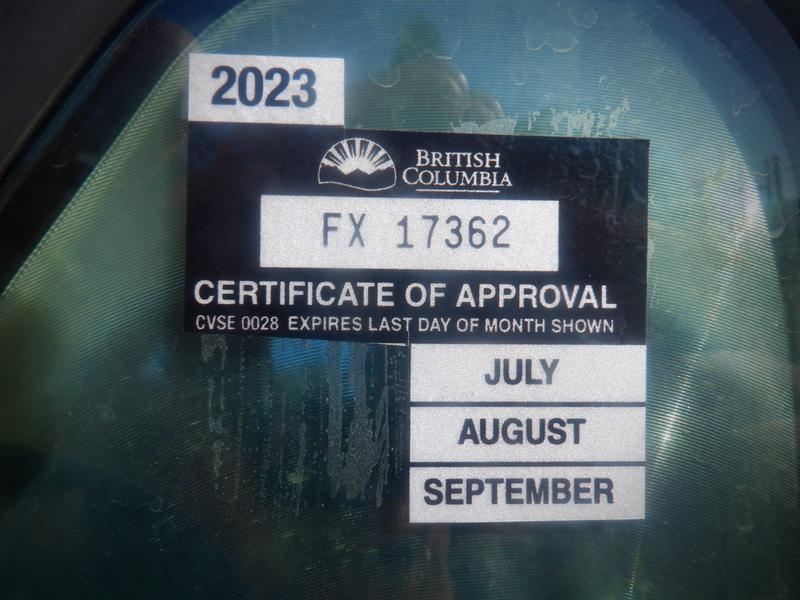 2023
BRITISH
COLUMBIA
FX 17362
CERTIFICATE OF APPROVAL
CVSE 0028 EXPIRES LAST DAY OF MONTH SHOWN
JULY
AUGUST
SEPTEMBER